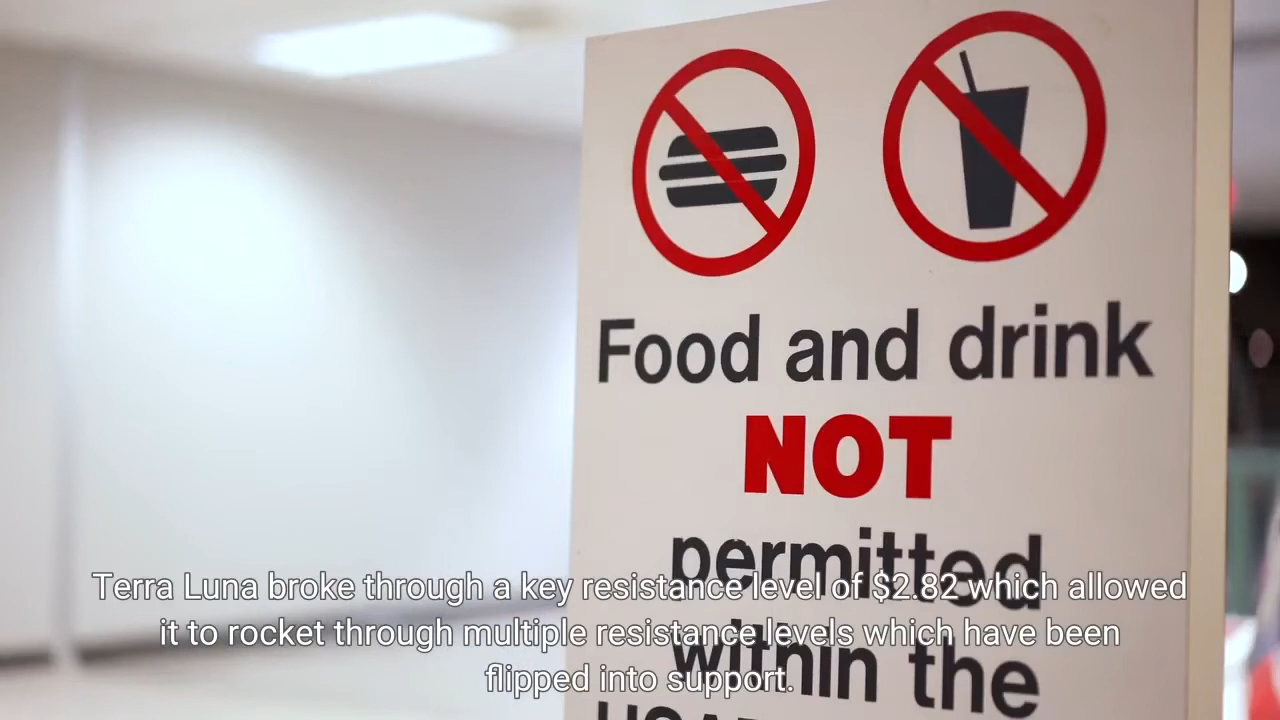 Food and drink
NOT
permitted
within the
Terra Luna broke through a key resistance level of $2.82 which allowed
it to rocket through multiple resistance levels which have been
flipped into support.